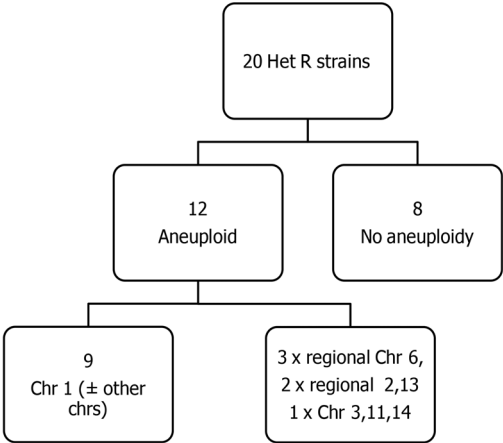 20 Het R strains
12
Aneuploid
8
No aneuploidy
9
Chr 1 (± other
chrs)
3 x regional Chr 6,
2 x regional 2,13
1 x Chr 3,11,14